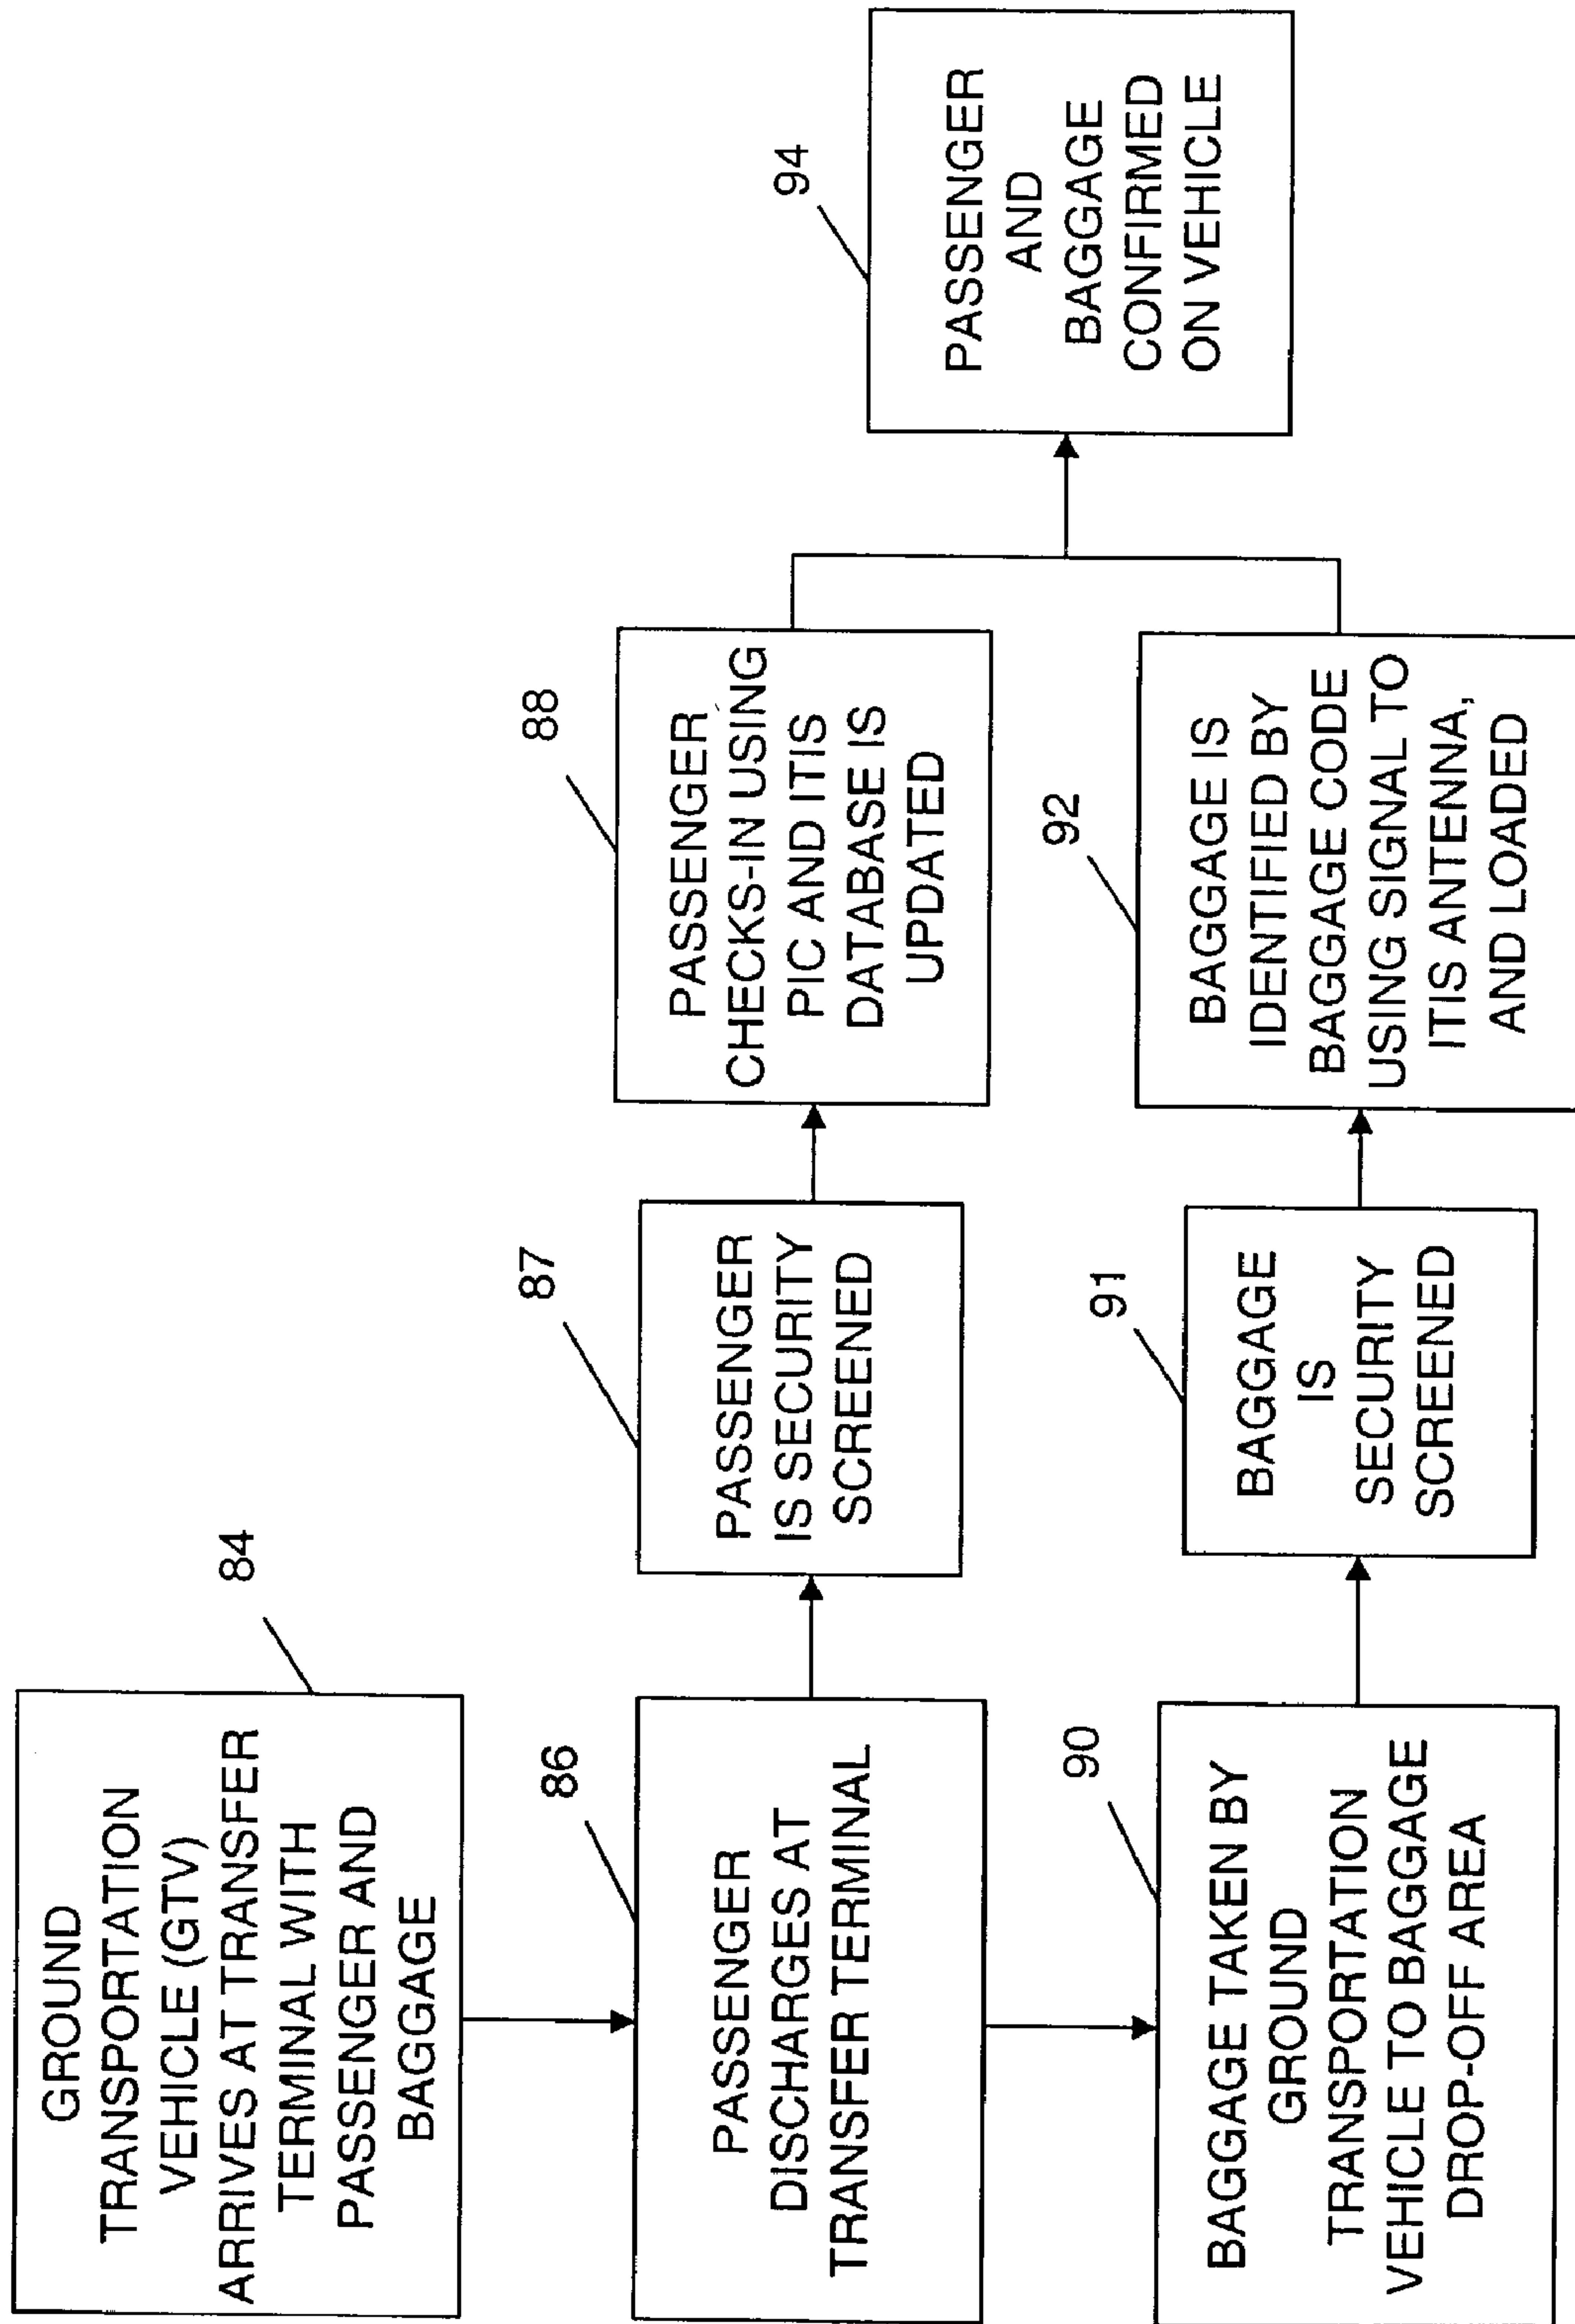 84
GROUND
TRANSPORTATION
VEHICLE (GTV)
ARRIVES AT TRANSFER
TERMINAL WITH
PASSENGER AND
BAGGAGE
86
PASSENGER
DISCHARGES AT
TRANSFER TERMINAL
87
PASSENGER
IS SECURITY
SCREENED
88
PASSENGER
CHECKS-IN USING
PIC AND ITIS
DATABASE IS
UPDATED
90
BAGGAGE TAKEN BY
GROUND
TRANSPORTATION
VEHICLE TO BAGGAGE
DROP-OFF AREA
91
BAGGAGE
IS
SECURITY
SCREENED
92
BAGGAGE IS
IDENTIFIED BY
BAGGAGE CODE
USING SIGNAL TO
ITIS ANTENNA,
AND LOADED
94
PASSENGER
AND
BAGGAGE
CONFIRMED
ON VEHICLE